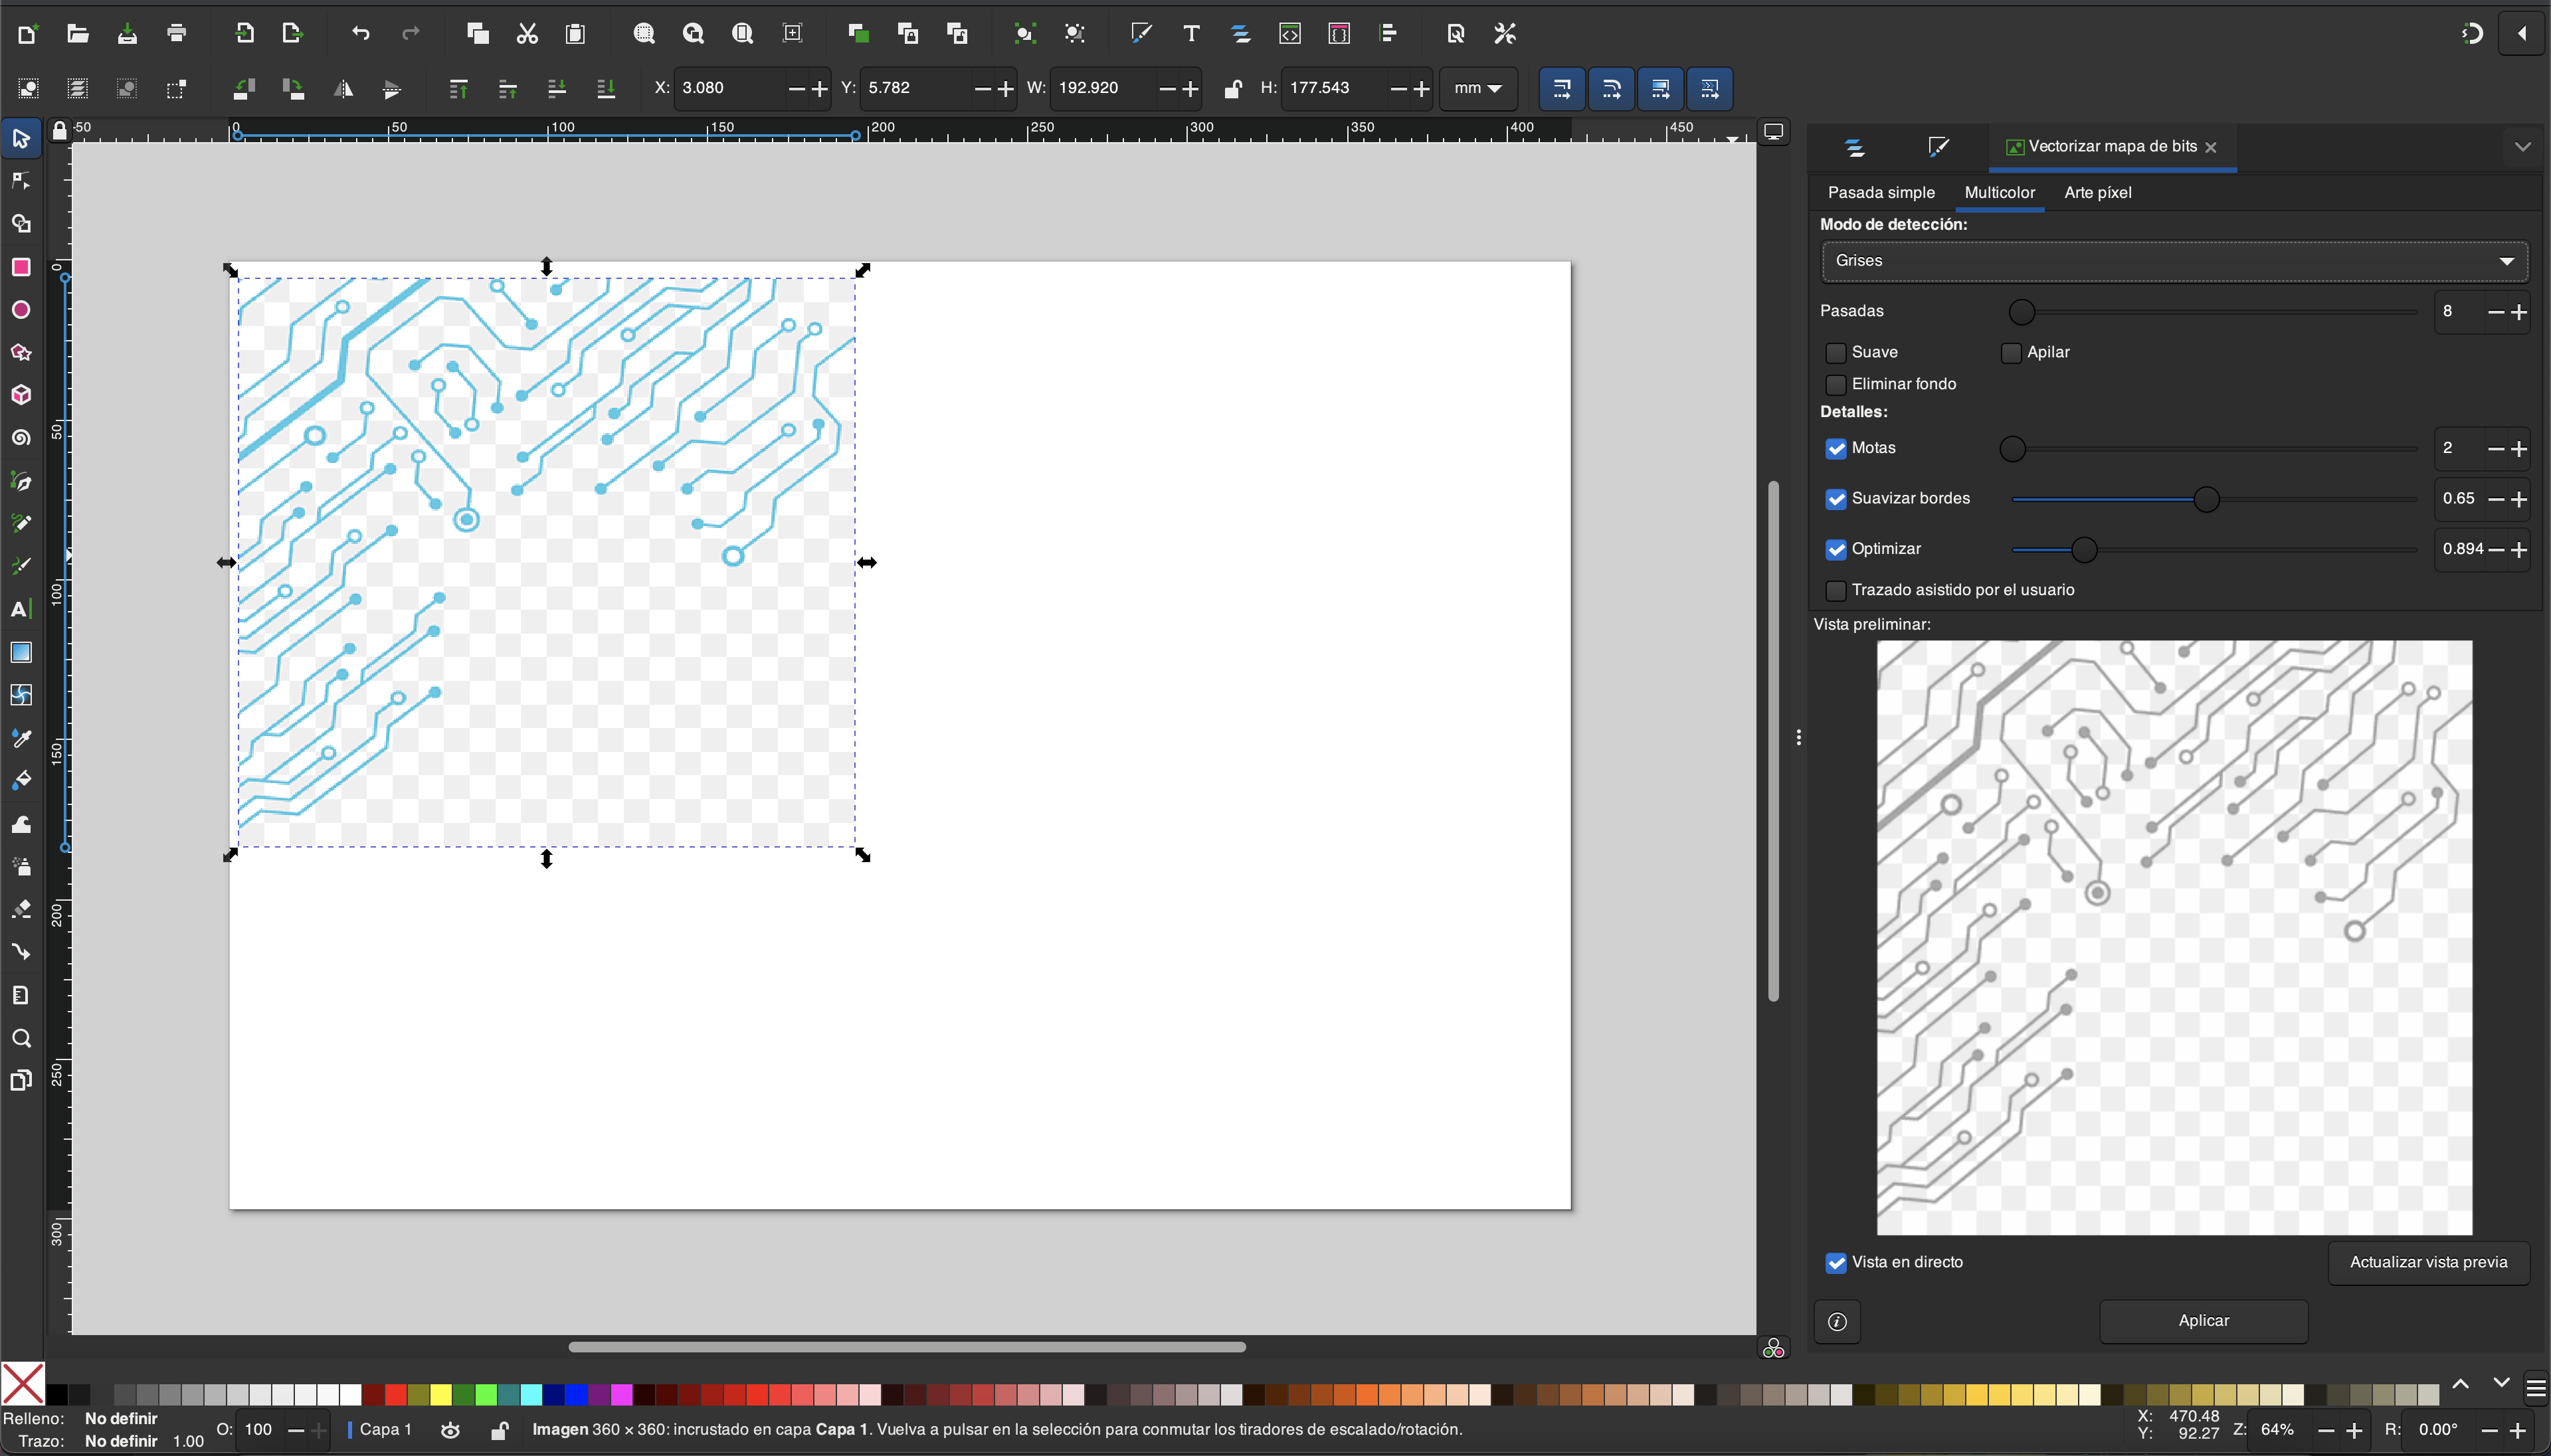 X: 3.080 Y: 5.782 W: 192.920 H: 177.543 mm
-50 0 50 100 150 200 250 300 350 400 450
0
50
100
150
200
250
300
Vectorizar mapa de bits
Pasada simple Multicolor Arte píxel
Modo de detección:
Grises
Pasadas 8
Suave Apilar
Eliminar fondo
Detalles:
Motas 2
Suavizar bordes 0.65
Optimizar 0.894
Trazado asistido por el usuario
Vista preliminar:
Vista en directo Actualizar vista previa
Aplicar
Relleno: No definir
Trazo: No definir 1.00
O: 100 Capa 1 Imagen 360 × 360: incrustado en capa Capa 1. Vuelva a pulsar en la selección para conmutar los tiradores de escalado/rotación.
X: 470.48
Y: 92.27
Z: 64% R: 0.00°